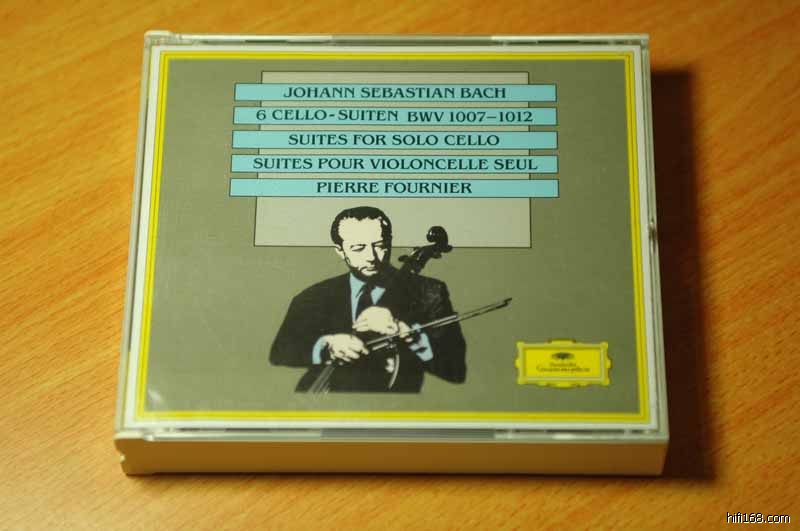 JOHANN SEBASTIAN BACH
6 CELLO-SUITEN BWV 1007-1012
SUITES FOR SOLO CELLO
SUITES POUR VIOLONCELLE SEUL
PIERRE FOURNIER
Deutsche
Grammophon
hifi168.com